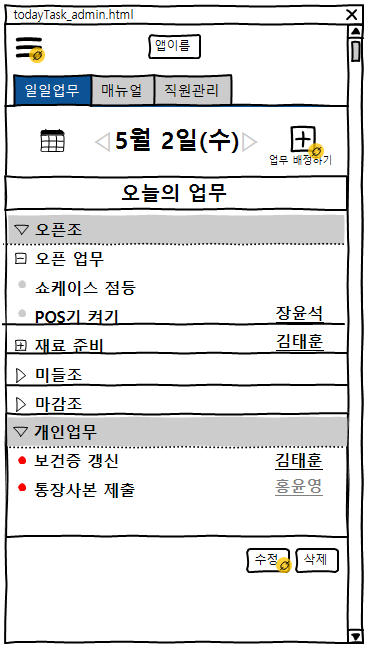 todayTask_admin.html
앱이름
일일업무 매뉴얼 직원관리
5월 2일(수)
업무 배정하기
오늘의 업무
오픈조
오픈 업무
쇼케이스 점등
POS기 켜기 장윤석
재료 준비 김태훈
미들조
마감조
개인업무
보건증 갱신 김태훈
통장사본 제출 홍윤영
수정 삭제